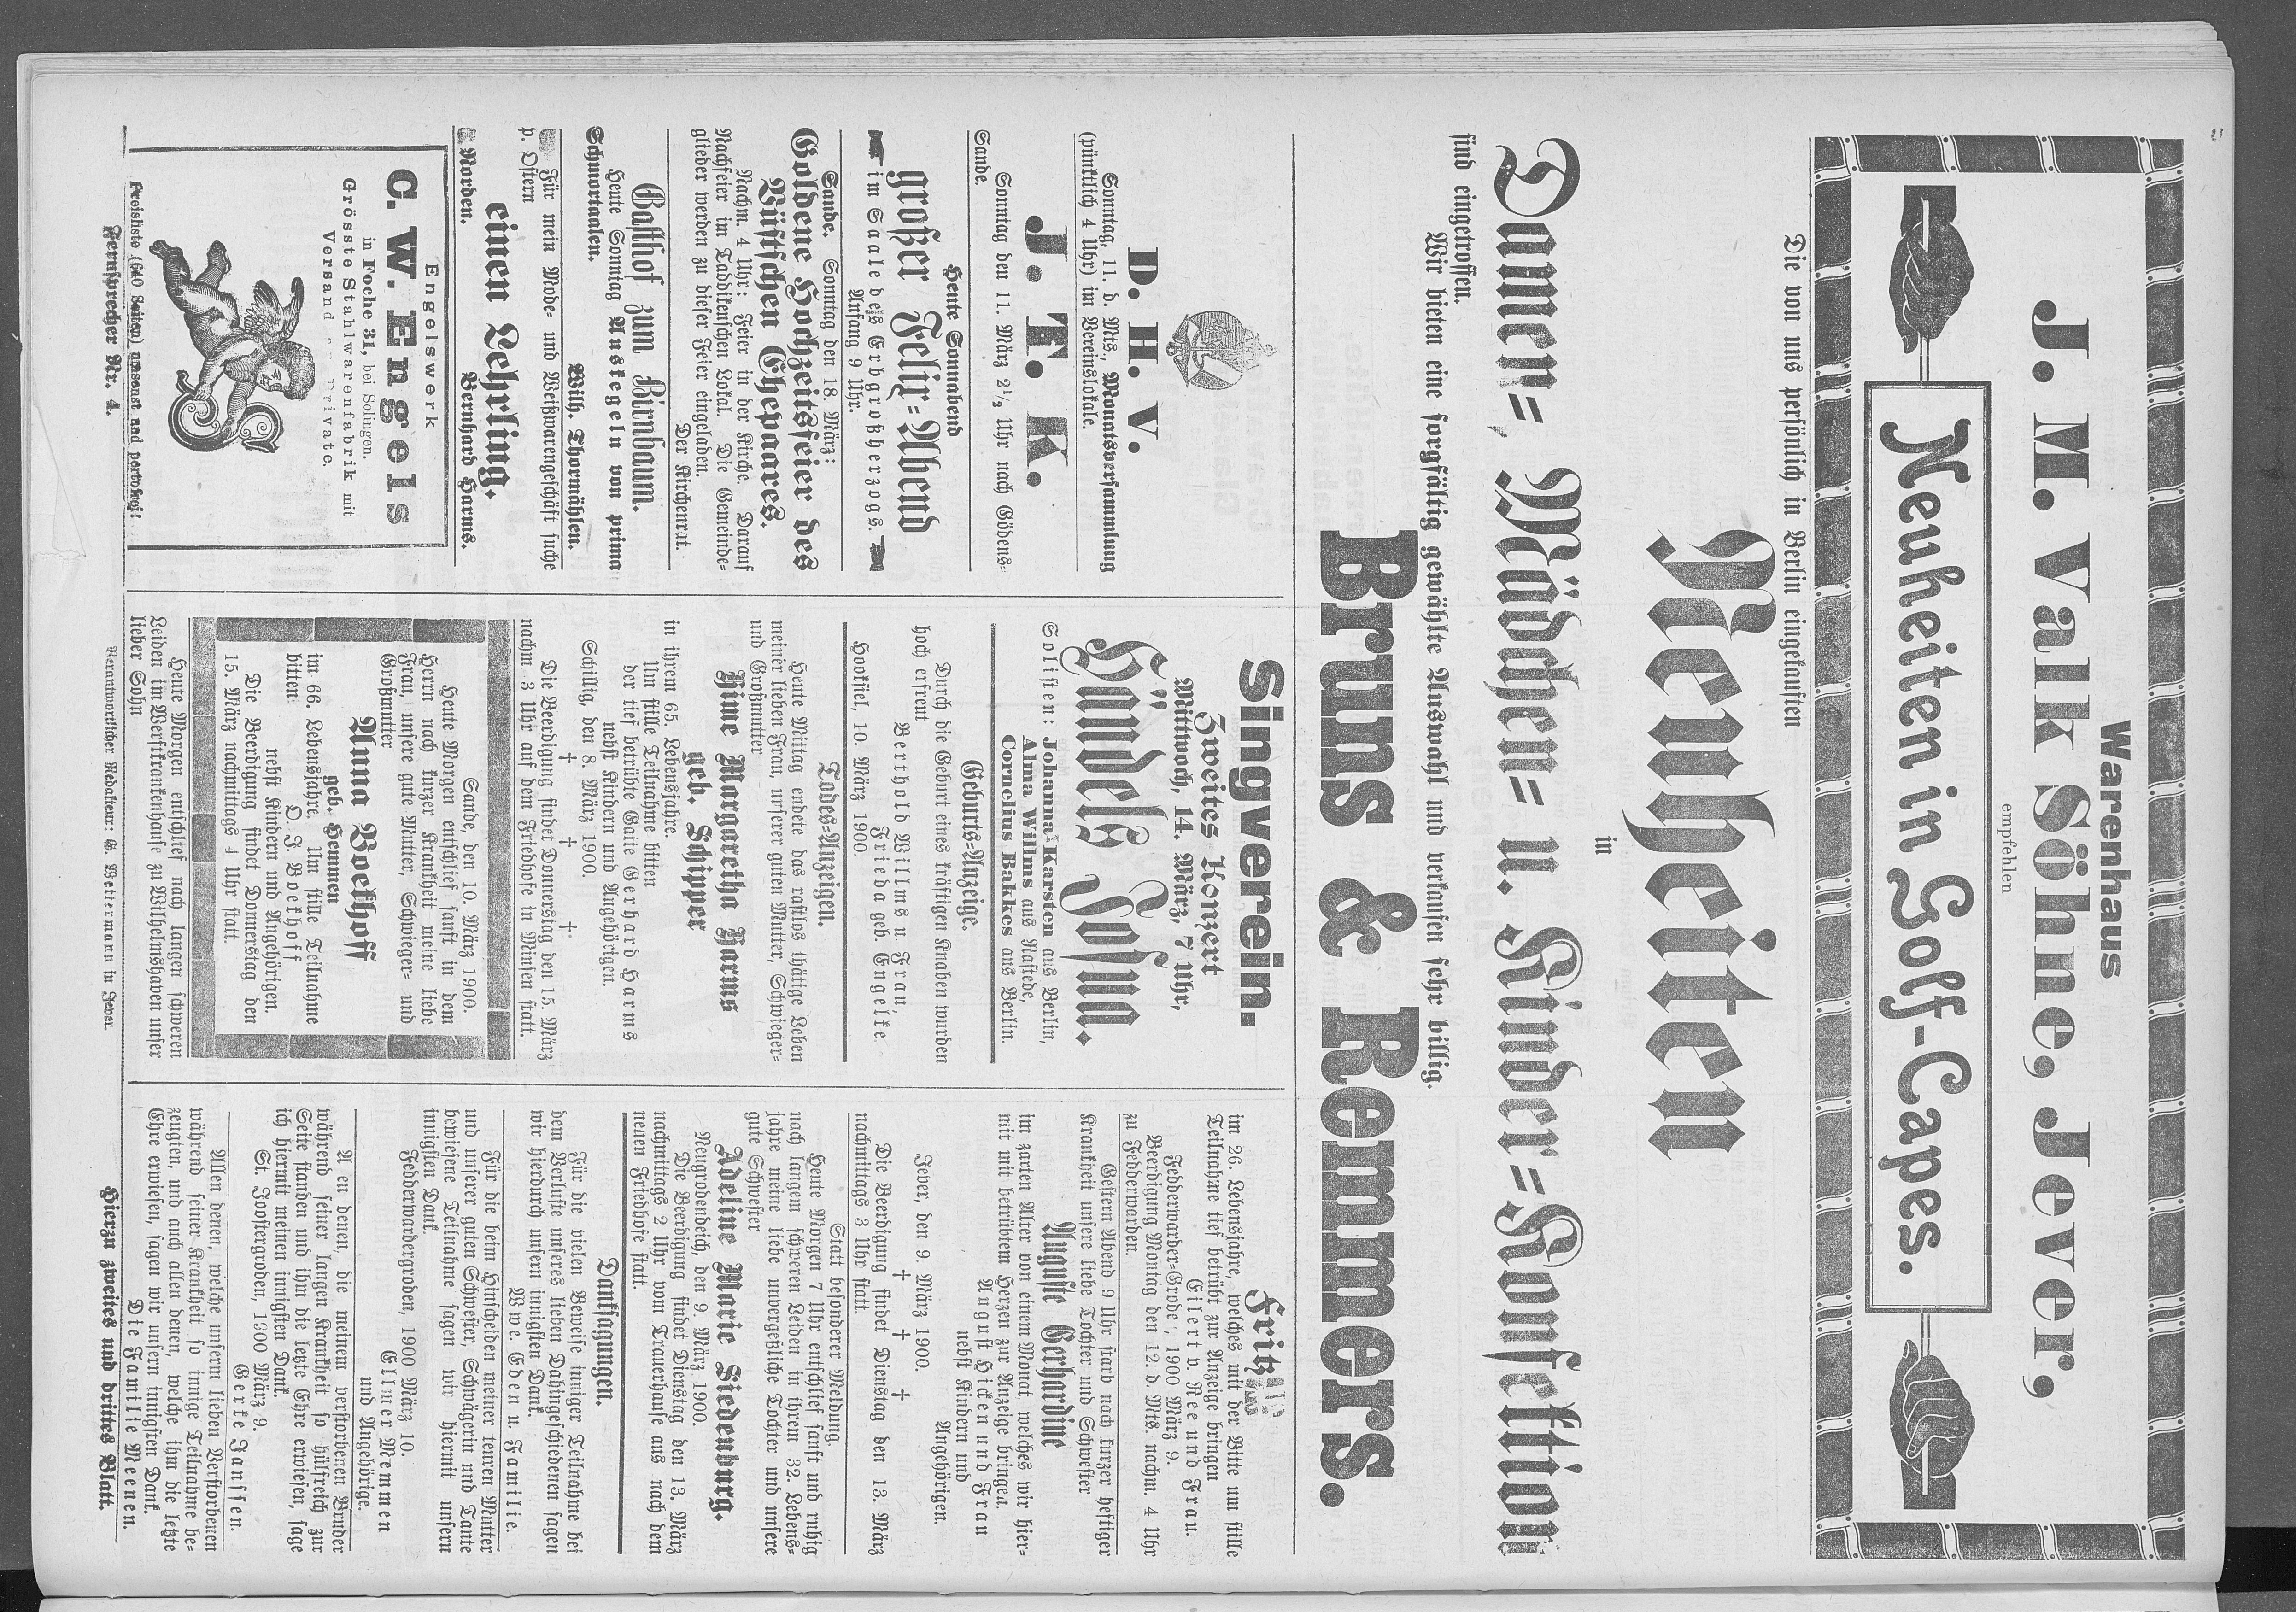 Warenhaus
J. M. Valk Söhne, Jever,
empfehlen
Neuheiten in Golf-Capes.
Die von uns persönlich in Berlin eingekauften
Neuheiten
in
Damen=, Mädchen= u. Kinder=Konfektion
sind eingetroffen.
Wir bieten eine sorgfältig gewählte Auswahl und verkaufen sehr billig.
Bruns & Remmers.
D. H. V.
Sonntag, 11. d. Mts., Monatsversammlung
(pünktlich 4 Uhr) im Vereinslokale.
J. T. K.
Sonntag den 11. März 2½ Uhr nach Gödens=
Sande.
Heute Sonnabend
großer Felix=Abend
im Saale des Erbgroßherzogs.
Anfang 9 Uhr.
Sande. Sonntag den 18. März:
Goldene Hochzeitsfeier des
Püstschen Ehepaares.
Nachm. 4 Uhr: Feier in der Kirche. Darauf
Nachfeier im Taddikenschen Lokal. Die Gemeinde=
glieder werden zu dieser Feier eingeladen.
Der Kirchenrat.
Gasthof zum Birnbaum.
Heute Sonntag Auskegeln von prima
Schmortaalen.
Wilh. Thormählen.
Für mein Mode= und Weißwarengeschäft suche
p. Ostern
einen Lehrling.
Norden. Bernhard Harms.
Engelswerk
C. W. Engels
in Foche 31, bei Solingen.
Grösste Stahlwarenfabrik mit
Versand an Private.
Preisliste (640 Seiten) umsonst und portofrei!
Fernsprecher Nr. 4.
Singverein.
Zweites Konzert
Mittwoch, 14. März, 7 Uhr,
Händels Josua.
Solisten: Johanna Karsten aus Berlin,
Alma Willms aus Rastede,
Cornelius Bakkes aus Berlin.
Geburts=Anzeige.
Durch die Geburt eines kräftigen Knaben wurden
hoch erfreut
Berthold Wilms u. Frau,
Frieda geb. Engelke.
Hooksiel, 10. März 1900.
Todes=Anzeigen.
Heute Mittag endete das rastlos thätige Leben
meiner lieben Frau, unserer guten Mutter, Schwieger=
und Großmutter
Hime Margaretha Harms
geb. Schipper
in ihrem 65. Lebensjahre.
Um stille Teilnahme bitten
der tief betrübte Gatte Gerhard Harms
nebst Kindern und Angehörigen.
Schillig, den 8. März 1900.
Die Beerdigung findet Donnerstag den 15. März
nachm 3 Uhr auf dem Friedhofe in Minsen statt.
Sande, den 10. März 1900.
Heute Morgen entschlief sanft in dem
Herrn nach kurzer Krankheit meine liebe
Frau, unsere gute Mutter, Schwieger= und
Großmutter
Anna Boekhoff
geb. Hemmen
im 66. Lebensjahre. Um stille Teilnahme
bitten
O. J. Boekhoff
nebst Kindern und Angehörigen.
Die Beerdigung findet Donnerstag den
15. März nachmittags 4 Uhr statt.
Heute Morgen entschlief nach langen schweren
Leiden im Werftkrankenhause zu Wilhelmshaven unser
lieber Sohn
Verantwortlicher Redakteur: G. Wettermann in Jever.
Fritz
im 26. Lebensjahre, welches mit der Bitte um stille
Teilnahme tief betrübt zur Anzeige bringen
Eilert v. Ree und Frau.
Fedderwarder=Grode, 1900 März 9.
Beerdigung Montag den 12. d. Mts. nachm. 4 Uhr
zu Fedderwarden.
Gestern Abend 9 Uhr starb nach kurzer heftiger
Krankheit unsere liebe Tochter und Schwester
Auguste Gerhardine
im zarten Alter von einem Monat, welches wir hier=
mit mit betrübtem Herzen zur Anzeige bringen.
August Hicken und Frau
nebst Kindern und
Angehörigen.
Jever, den 9. März 1900.
Die Beerdigung findet Dienstag den 13. März
nachmittags 3 Uhr statt.
Statt besonderer Meldung.
Heute Morgen 7 Uhr entschlief sanft und ruhig
nach langem schweren Leiden in ihrem 32. Lebens=
jahre meine liebe unvergeßliche Tochter und unsere
gute Schwester
Adeline Marie Siedenburg.
Neugrodendeich, den 9. März 1900.
Die Beerdigung findet Dienstag den 13. März
nachmittags 2 Uhr vom Trauerhause aus nach dem
neuen Friedhofe statt.
Danksagungen.
Für die vielen Beweise inniger Teilnahme bei
dem Verluste unseres lieben Dahingeschiedenen sagen
wir hierdurch unsern innigsten Dank.
Wwe. Eden u. Familie.
Für die beim Hinscheiden meiner teuren Mutter
und unserer guten Schwester, Schwägerin und Tante
bewiesene Teilnahme sagen wir hiermit unsern
innigsten Dank.
Fedderwardergroden, 1900 März 10.
Elmer Memmen
und Angehörige.
Allen denen, die meinem verstorbenen Bruder
während seiner langen Krankheit so hülfreich zur
Seite standen und ihm die letzte Ehre erwiesen, sage
ich hiermit meinen innigsten Dank.
St. Joostergroden, 1900 März 9.
Gerke Janssen.
Allen denen, welche unserm lieben Verstorbenen
während seiner Krankheit so innige Teilnahme be=
zeugten, und auch allen denen, welche ihm die letzte
Ehre erwiesen, sagen wir unsern innigsten Dank.
Die Familie Meenen.
Hierzu zweites und drittes Blatt.